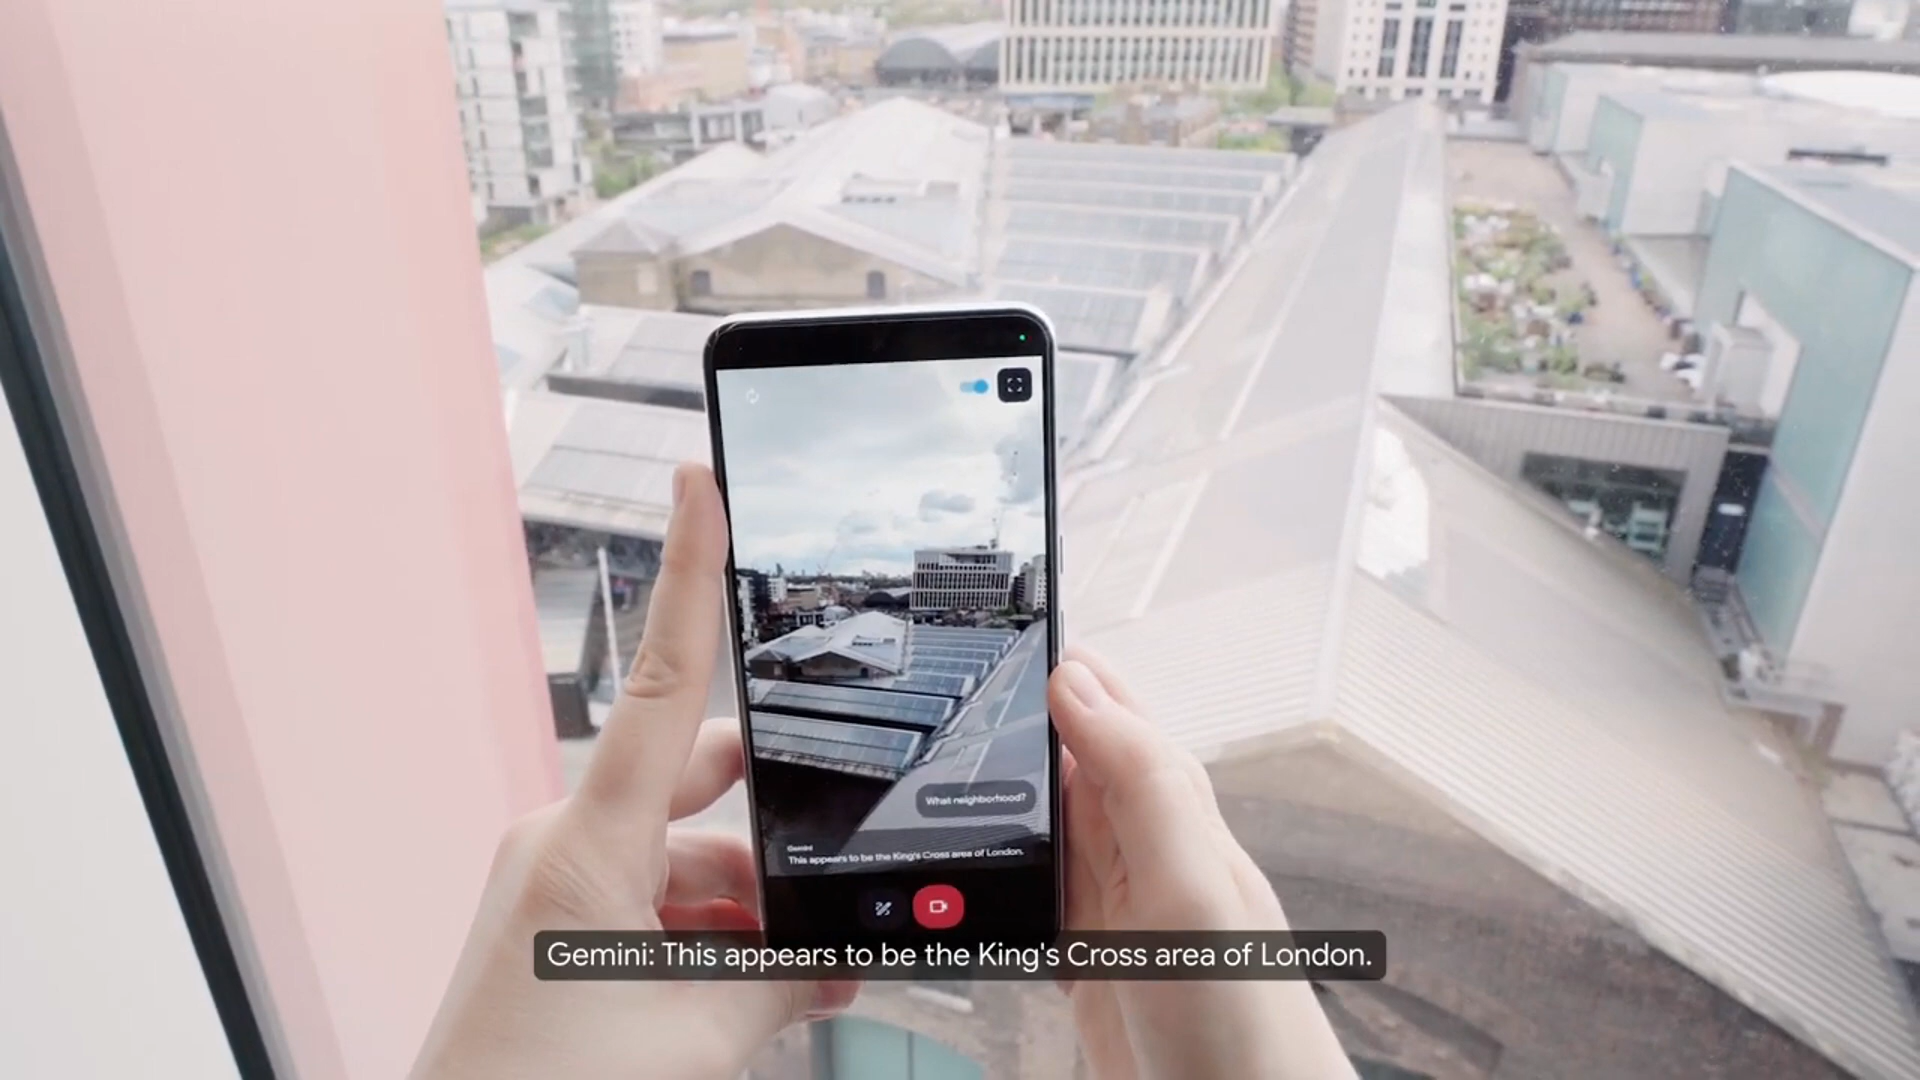 What neighborhood?
Gemini
This appears to be the King's Cross area of London.
Gemini: This appears to be the King's Cross area of London.